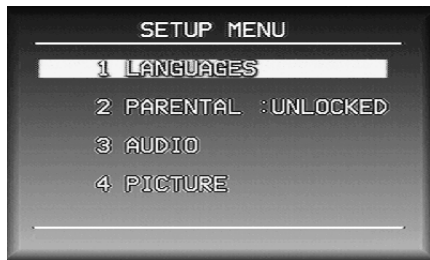 SETUP MENU
1 LANGUAGES
2 PARENTAL :UNLOCKED
3 AUDIO
4 PICTURE